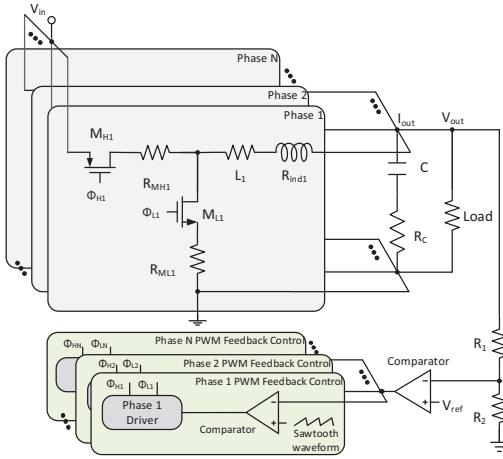 V_in
Phase N
Phase 2
Phase 1
I_out
V_out
M_H1
R_MH1
L_1
R_ind1
C
Φ_H1
Φ_L1
M_L1
R_C
Load
R_ML1
Φ_HN Φ_LN
Phase N PWM Feedback Control
Φ_H2 Φ_L2
Phase 2 PWM Feedback Control
Φ_H1 Φ_L1
Phase 1 PWM Feedback Control
Comparator
R_1
Phase 1
Driver
V_ref
R_2
Comparator
Sawtooth
waveform